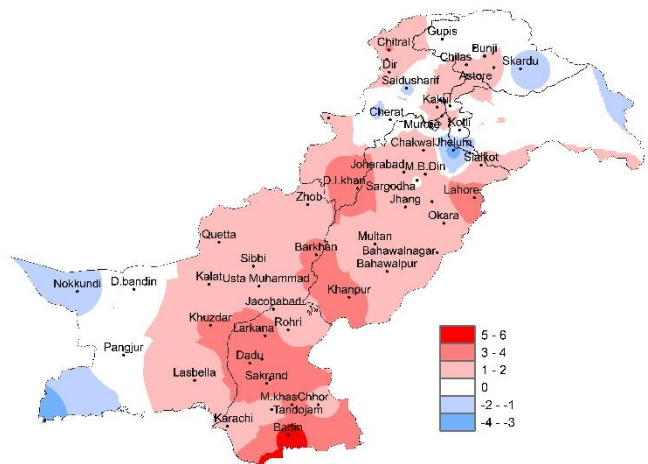 Gupis
Chitral
Bunji
Chilas
Skardu
Dir
Astore
Saidusharif
Kakul
Cherat
Kotli
Chakwal
Jhelum
Sialkot
Joharabad
M.B.Din
D.I.khan
Sargodha
Lahore
Zhob
Jhang
Okara
Quetta
Multan
Barkhan
Bahawalnagar
Sibbi
Bahawalpur
Nokkundi
D.bandin
Kalat
Usta Muhammad
Khanpur
Jacobabad
Khuzdar
Rohri
Larkana
5 - 6
3 - 4
Pangjur
Dadu
1 - 2
Lasbella
Sakrand
0
M.khas
Chhor
-2 - -1
Tandojam
Karachi
-4 - -3
Badin